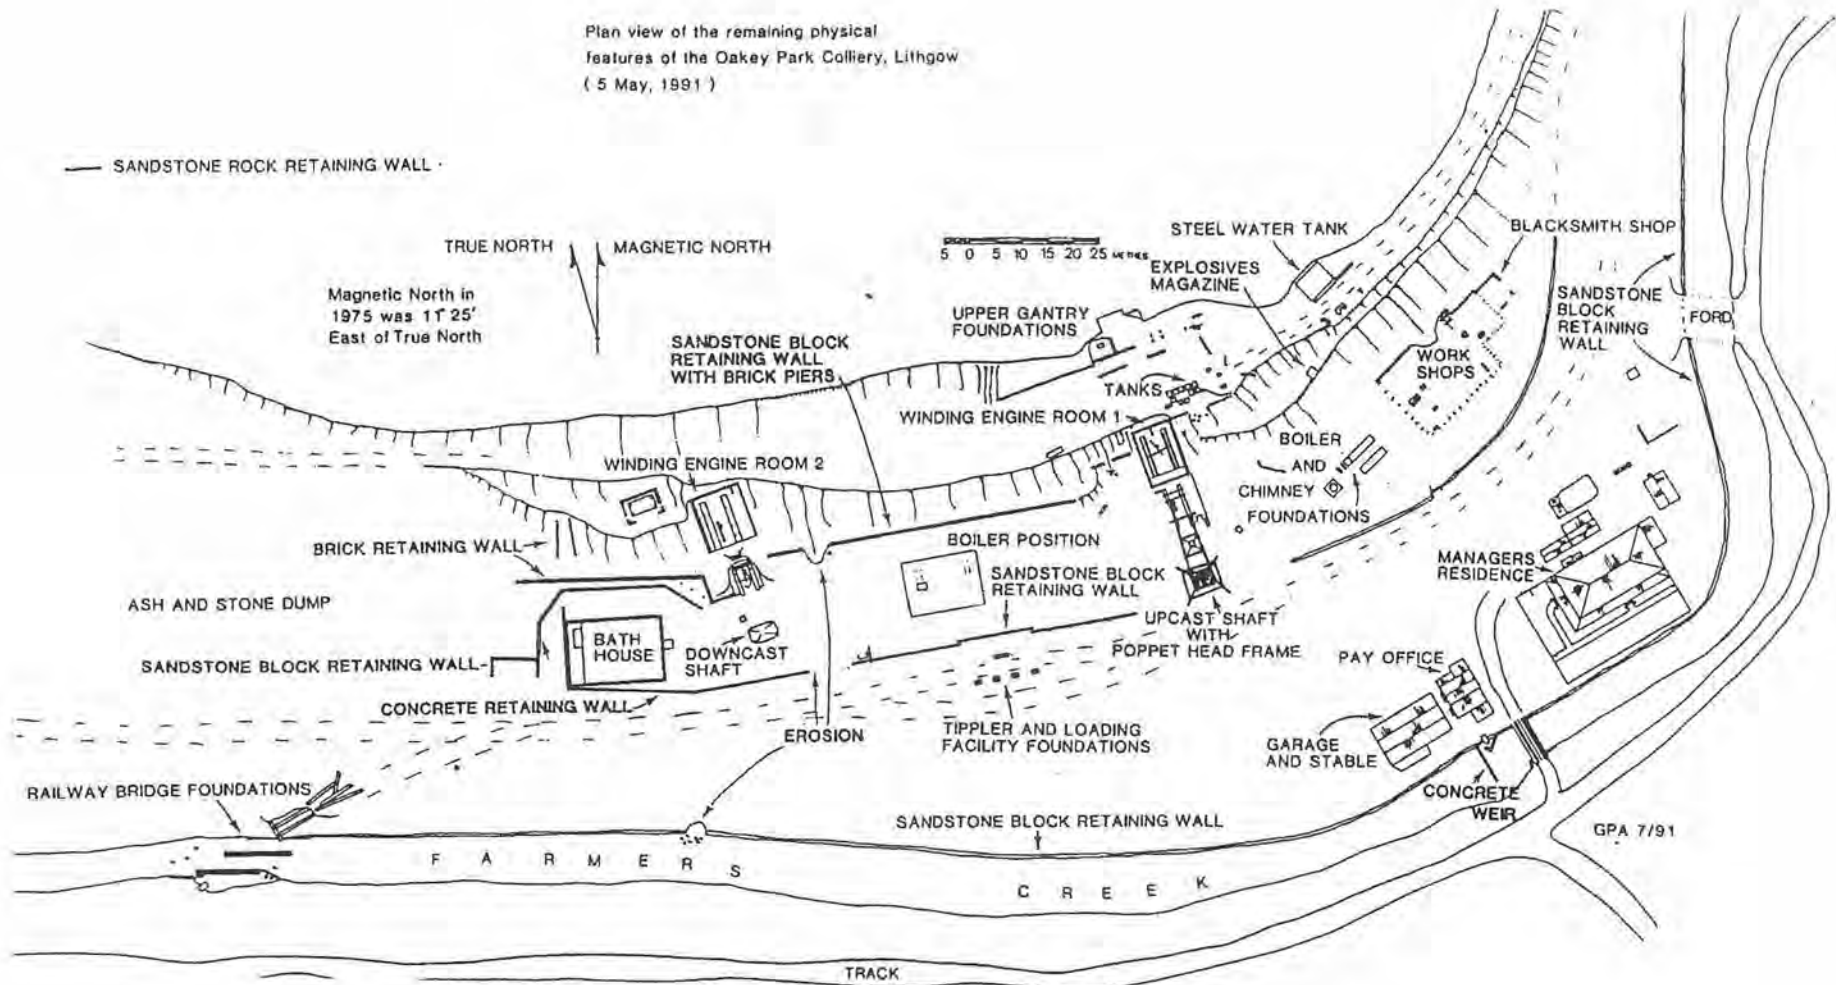 Plan view of the remaining physical
features of the Oakey Park Colliery, Lithgow
( 5 May, 1991 )
SANDSTONE ROCK RETAINING WALL
TRUE NORTH
MAGNETIC NORTH
Magnetic North in
1975 was 11° 25'
East of True North
5 0 5 10 15 20 25 metres
STEEL WATER TANK
BLACKSMITH SHOP
EXPLOSIVES
MAGAZINE
UPPER GANTRY
FOUNDATIONS
SANDSTONE
BLOCK
RETAINING
WALL
FORD
SANDSTONE BLOCK
RETAINING WALL
WITH BRICK PIERS
WORK
SHOPS
TANKS
WINDING ENGINE ROOM 1
BOILER
AND
CHIMNEY
FOUNDATIONS
WINDING ENGINE ROOM 2
BRICK RETAINING WALL
BOILER POSITION
MANAGERS
RESIDENCE
SANDSTONE BLOCK
RETAINING WALL
ASH AND STONE DUMP
UPCAST SHAFT
WITH
POPPET HEAD FRAME
BATH
HOUSE
DOWNCAST
SHAFT
PAY OFFICE
SANDSTONE BLOCK RETAINING WALL
CONCRETE RETAINING WALL
EROSION
TIPPLER AND LOADING
FACILITY FOUNDATIONS
GARAGE
AND STABLE
RAILWAY BRIDGE FOUNDATIONS
CONCRETE
WEIR
SANDSTONE BLOCK RETAINING WALL
GPA 7/91
FARMERS CREEK
TRACK